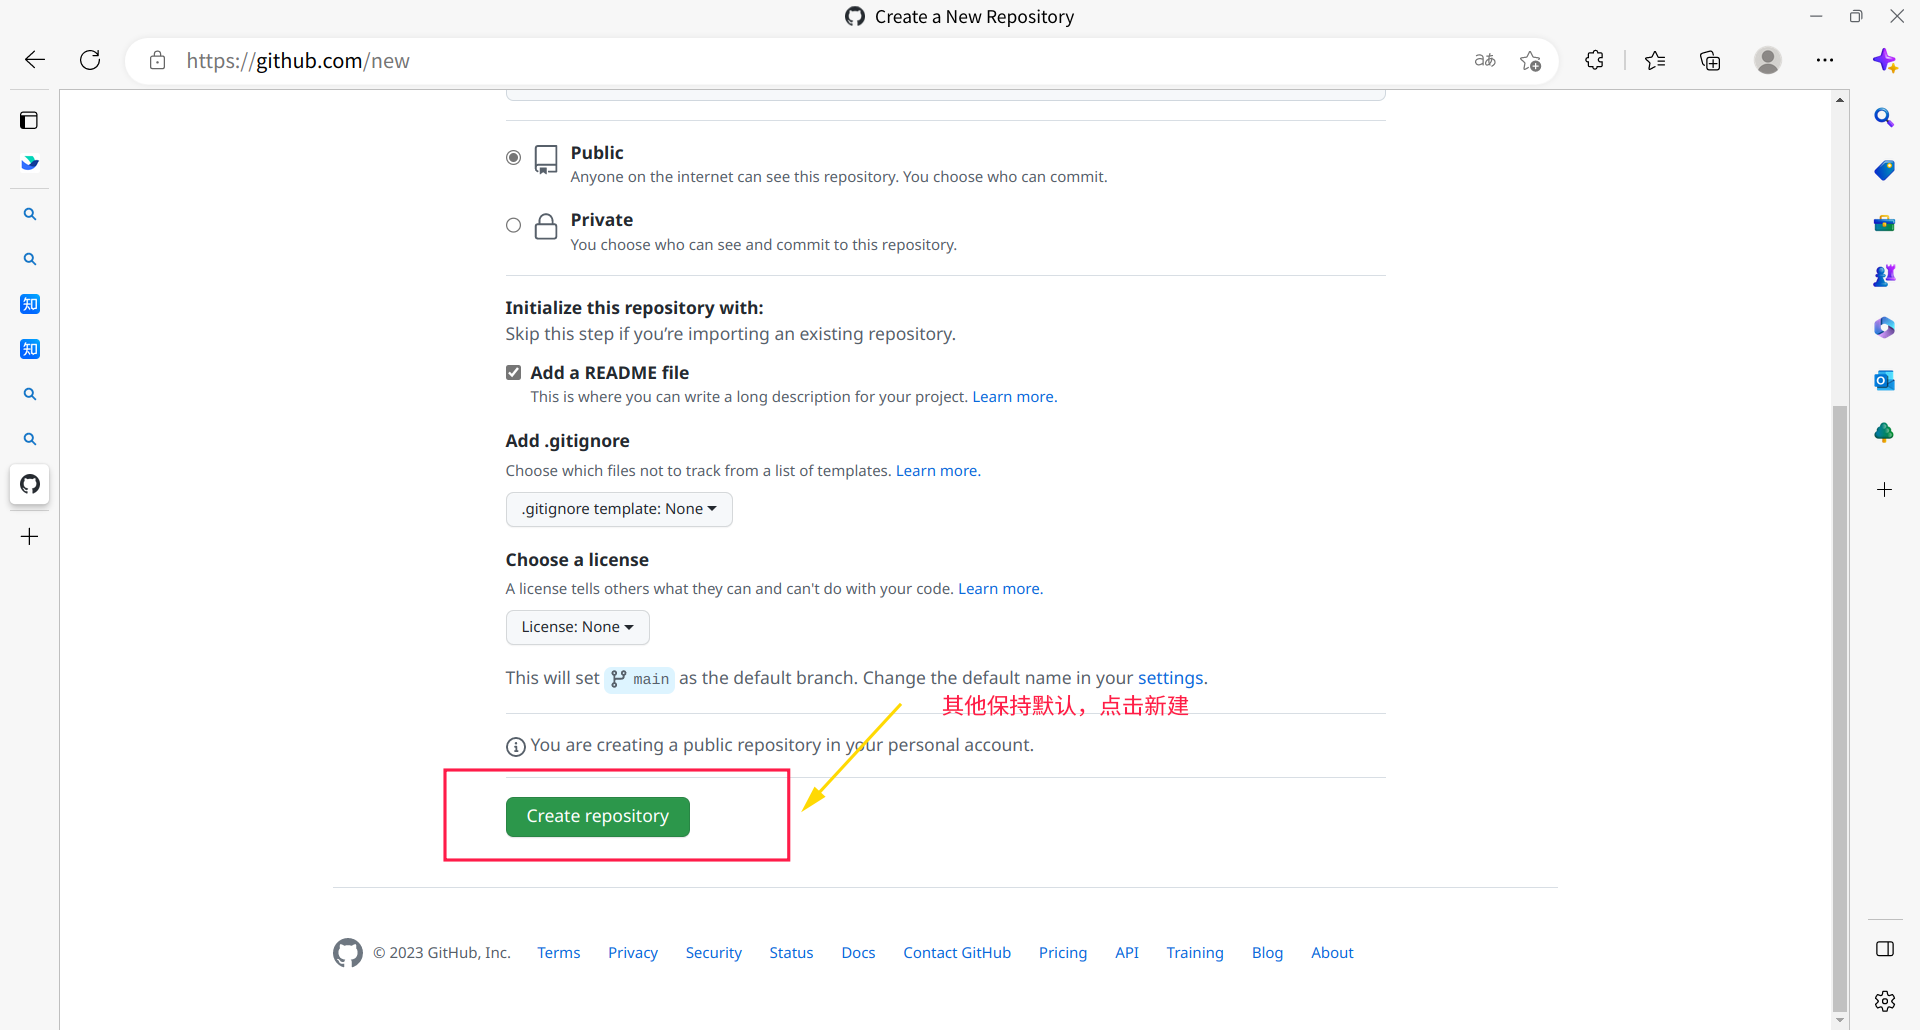 Create a New Repository
https://github.com/new
aあ
Public
Anyone on the internet can see this repository. You choose who can commit.
Private
You choose who can see and commit to this repository.
Initialize this repository with:
Skip this step if you’re importing an existing repository.
Add a README file
This is where you can write a long description for your project. Learn more.
Add .gitignore
Choose which files not to track from a list of templates. Learn more.
.gitignore template: None
Choose a license
A license tells others what they can and can't do with your code. Learn more.
License: None
This will set main as the default branch. Change the default name in your settings.
其他保持默认，点击新建
You are creating a public repository in your personal account.
Create repository
© 2023 GitHub, Inc. Terms Privacy Security Status Docs Contact GitHub Pricing API Training Blog About
知
知